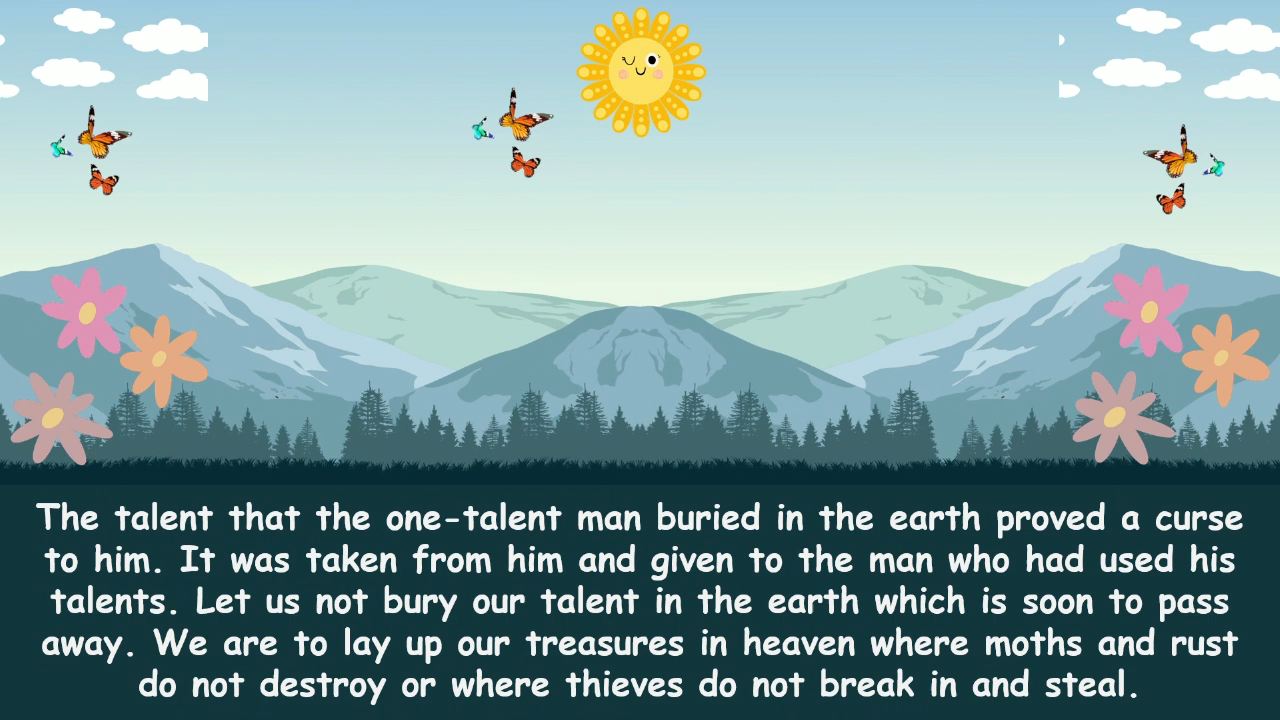 The talent that the one-talent man buried in the earth proved a curse
to him. It was taken from him and given to the man who had used his
talents. Let us not bury our talent in the earth which is soon to pass
away. We are to lay up our treasures in heaven where moths and rust
do not destroy or where thieves do not break in and steal.